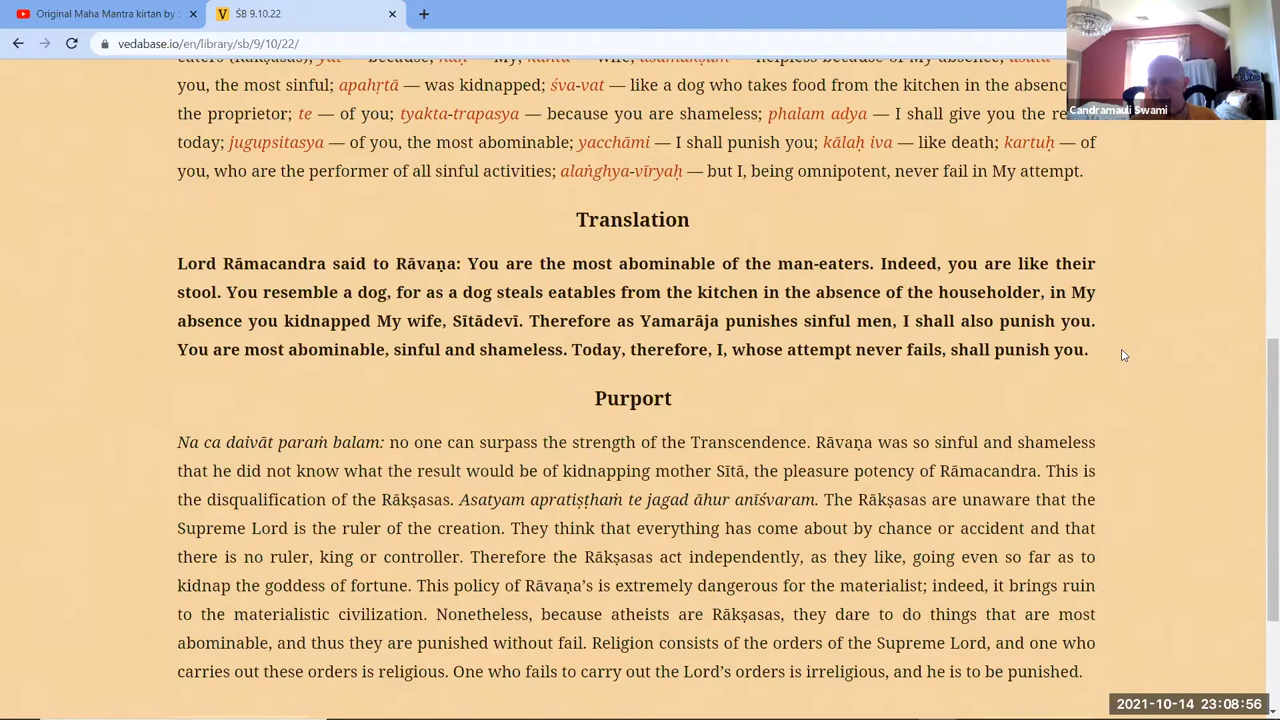 Original Maha Mantra kirtan by
ŚB 9.10.22
vedabase.io/en/library/sb/9/10/22/
Candramauli Swami
you, the most sinful; apahṛtā — was kidnapped; śva-vat — like a dog who takes food from the kitchen in the absenc
the proprietor; te — of you; tyakta-trapasya — because you are shameless; phalam adya — I shall give you the re
today; jugupsitasya — of you, the most abominable; yacchāmi — I shall punish you; kālaḥ iva — like death; kartuḥ — of
you, who are the performer of all sinful activities; alaṅghya-vīryaḥ — but I, being omnipotent, never fail in My attempt.
Translation
Lord Rāmacandra said to Rāvaṇa: You are the most abominable of the man-eaters. Indeed, you are like their
stool. You resemble a dog, for as a dog steals eatables from the kitchen in the absence of the householder, in My
absence you kidnapped My wife, Sītādevī. Therefore as Yamarāja punishes sinful men, I shall also punish you.
You are most abominable, sinful and shameless. Today, therefore, I, whose attempt never fails, shall punish you.
Purport
Na ca daivāt paraṁ balam: no one can surpass the strength of the Transcendence. Rāvaṇa was so sinful and shameless
that he did not know what the result would be of kidnapping mother Sītā, the pleasure potency of Rāmacandra. This is
the disqualification of the Rākṣasas. Asatyam apratiṣṭhaṁ te jagad āhur anīśvaram. The Rākṣasas are unaware that the
Supreme Lord is the ruler of the creation. They think that everything has come about by chance or accident and that
there is no ruler, king or controller. Therefore the Rākṣasas act independently, as they like, going even so far as to
kidnap the goddess of fortune. This policy of Rāvaṇa’s is extremely dangerous for the materialist; indeed, it brings ruin
to the materialistic civilization. Nonetheless, because atheists are Rākṣasas, they dare to do things that are most
abominable, and thus they are punished without fail. Religion consists of the orders of the Supreme Lord, and one who
carries out these orders is religious. One who fails to carry out the Lord’s orders is irreligious, and he is to be punished.
2021-10-14 23:08:56